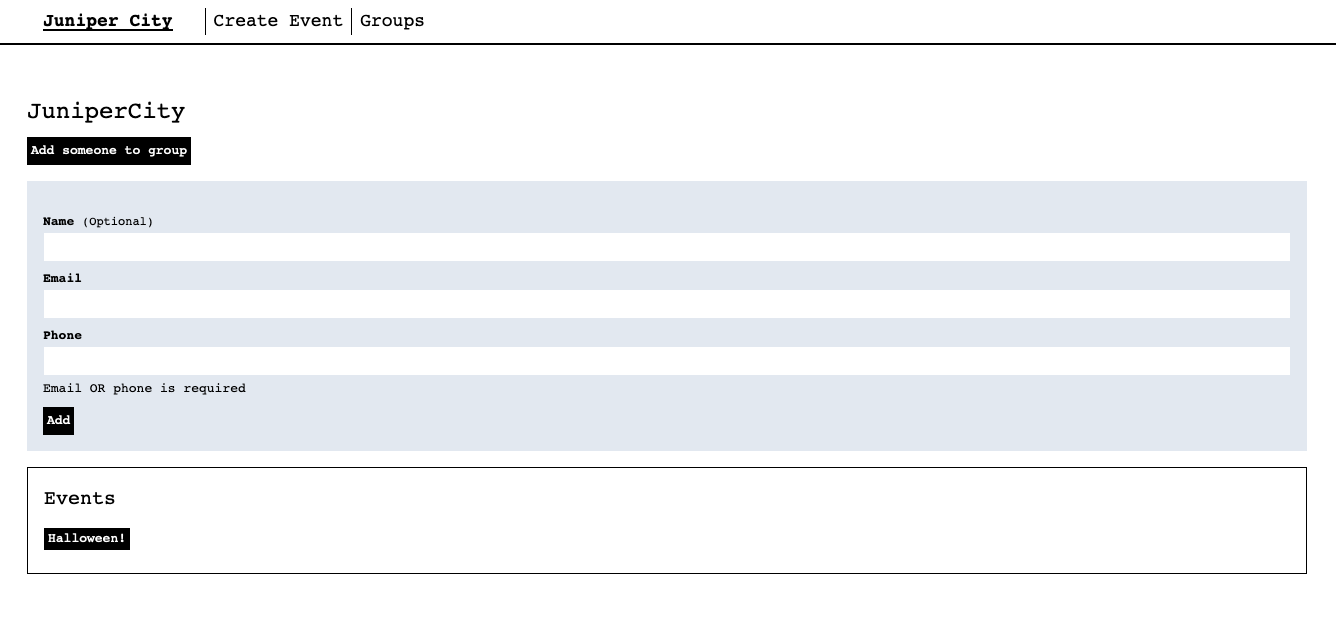 Juniper City Create Event Groups
JuniperCity
Add someone to group
Name (Optional)
Email
Phone
Email OR phone is required
Add
Events
Halloween!